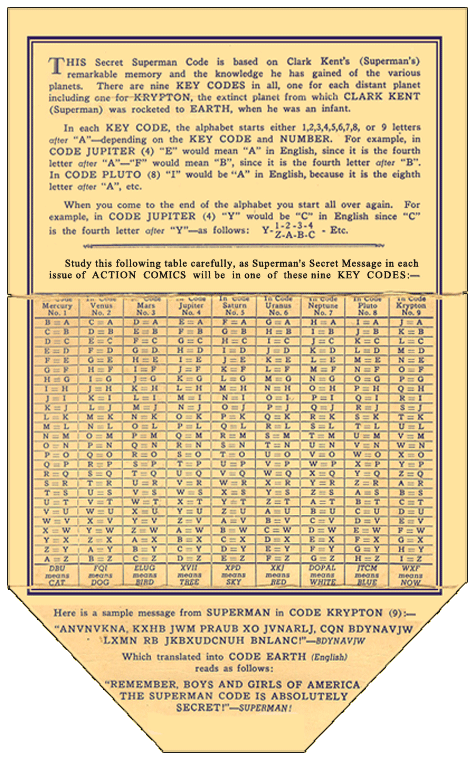 THIS Secret Superman Code is based on Clark Kent's (Superman's)
remarkable memory and the knowledge he has gained of the various
planets. There are nine KEY CODES in all, one for each distant planet
including one for KRYPTON, the extinct planet from which CLARK KENT
(Superman) was rocketed to EARTH, when he was an infant.
In each KEY CODE, the alphabet starts either 1,2,3,4,5,6,7,8, or 9 letters
after "A"—depending on the KEY CODE and NUMBER. For example, in
CODE JUPITER (4) "E" would mean "A" in English, since it is the fourth
letter after "A"—"F" would mean "B", since it is the fourth letter after "B".
In CODE PLUTO (8) "I" would be "A" in English, because it is the eighth
letter after "A", etc.
When you come to the end of the alphabet you start all over again. For
example, in CODE JUPITER (4) "Y" would be "C" in English since "C"
is the fourth letter after "Y"—as follows: Y-1-2-3-4
Z-A-B-C - Etc.
Study this following table carefully, as Superman's Secret Message in each
issue of ACTION COMICS will be in one of these nine KEY CODES:—
In Code In Code In Code In Code In Code In Code In Code In Code In Code
Mercury Venus Mars Jupiter Saturn Uranus Neptune Pluto Krypton
No. 1 No. 2 No. 3 No. 4 No. 5 No. 6 No. 7 No. 8 No. 9
B=A C=A D=A E=A F=A G=A H=A I=A J=A
C=B D=B E=B F=B G=B H=B I=B J=B K=B
D=C E=C F=C G=C H=C I=C J=C K=C L=C
E=D F=D G=D H=D I=D J=D K=D L=D M=D
F=E G=E H=E I=E J=E K=E L=E M=E N=E
G=F H=F I=F J=F K=F L=F M=F N=F O=F
H=G I=G J=G K=G L=G M=G N=G O=G P=G
I=H J=H K=H L=H M=H N=H O=H P=H Q=H
J=I K=I L=I M=I N=I O=I P=I Q=I R=I
K=J L=J M=J N=J O=J P=J Q=J R=J S=J
L=K M=K N=K O=K P=K Q=K R=K S=K T=K
M=L N=L O=L P=L Q=L R=L S=L T=L U=L
N=M O=M P=M Q=M R=M S=M T=M U=M V=M
O=N P=N Q=N R=N S=N T=N U=N V=N W=N
P=O Q=O R=O S=O T=O U=O V=O W=O X=O
Q=P R=P S=P T=P U=P V=P W=P X=P Y=P
R=Q S=Q T=Q U=Q V=Q W=Q X=Q Y=Q Z=Q
S=R T=R U=R V=R W=R X=R Y=R Z=R A=R
T=S U=S V=S W=S X=S Y=S Z=S A=S B=S
U=T V=T W=T X=T Y=T Z=T A=T B=T C=T
V=U W=U X=U Y=U Z=U A=U B=U C=U D=U
W=V X=V Y=V Z=V A=V B=V C=V D=V E=V
X=W Y=W Z=W A=W B=W C=W D=W E=W F=W
Y=X Z=X A=X B=X C=X D=X E=X F=X G=X
Z=Y A=Y B=Y C=Y D=Y E=Y F=Y G=Y H=Y
A=Z B=Z C=Z D=Z E=Z F=Z G=Z H=Z I=Z
DBU FQI ELUG XVII XPD XKJ DOPAL JTCM WXF
means means means means means means means means means
CAT DOG BIRD TREE SKY RED WHITE BLUE NOW
Here is a sample message from SUPERMAN in CODE KRYPTON (9):—
"ANVNVKNA, KXHB JWM PRAUB XO JVNARLJ, CQN BDYNAVJW
LXMN RB JKBXUDCNUH BNLANC!"—BDYNAVJW
Which translated into CODE EARTH (English)
reads as follows:
"REMEMBER, BOYS AND GIRLS OF AMERICA
THE SUPERMAN CODE IS ABSOLUTELY
SECRET!"—SUPERMAN!